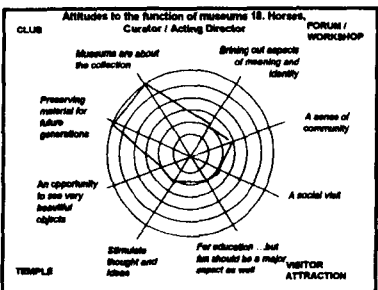 Attitudes to the function of museums 18. Horses,
Curator / Acting Director
CLUB
FORUM /
WORKSHOP
Museums are about
the collection
Brining out aspects
of meaning and
identity
Preserving
material for
future
generations
A sense of
community
An opportunity
to see very
beautiful
objects
A social visit
Stimulate
thought and
ideas
For education ...but
fun should be a major
aspect as well
TEMPLE
VISITOR
ATTRACTION